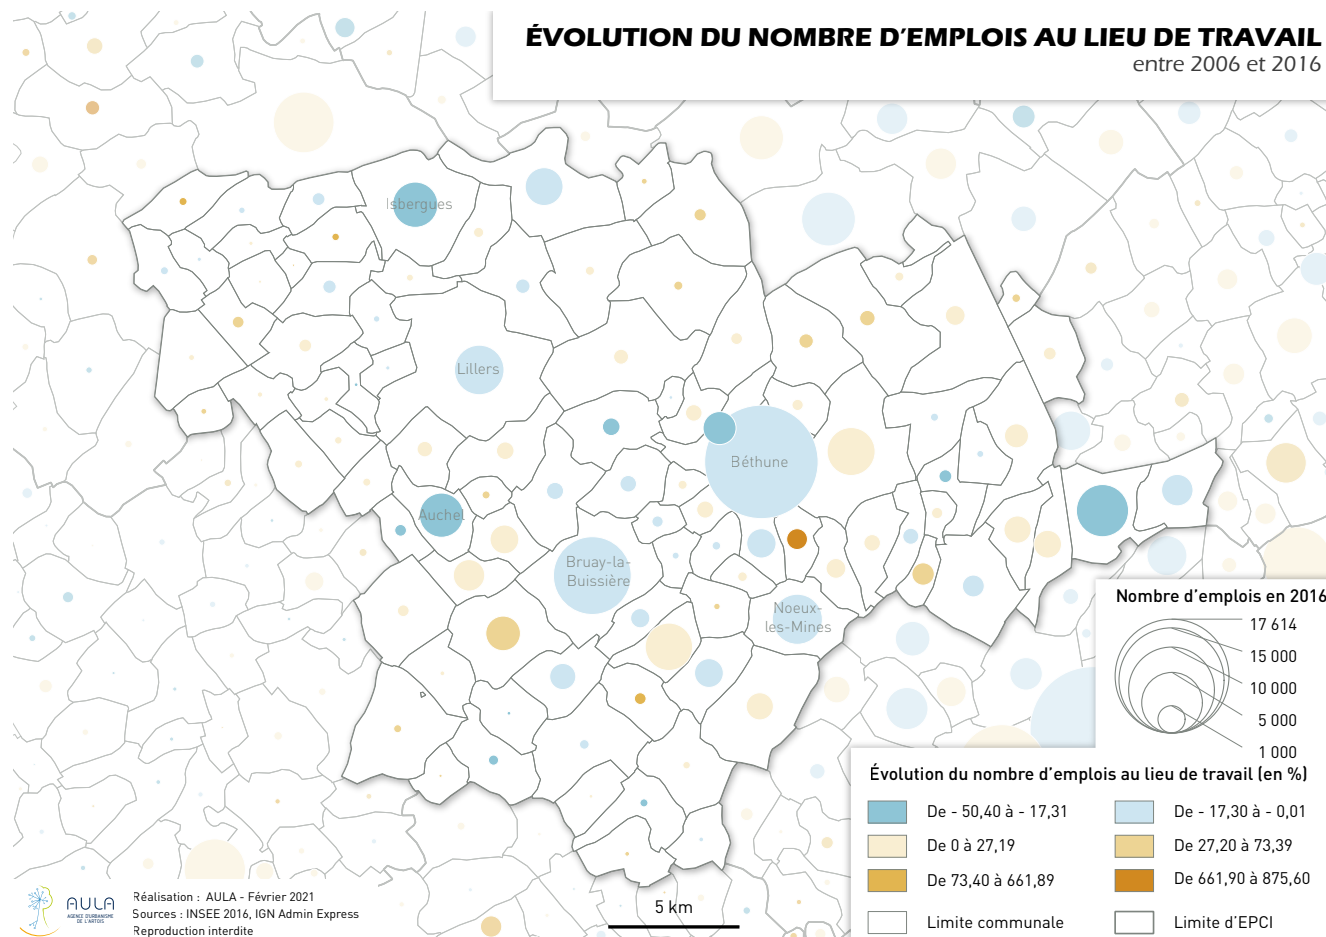 ÉVOLUTION DU NOMBRE D'EMPLOIS AU LIEU DE TRAVAIL
entre 2006 et 2016
Isbergues
Lillers
Béthune
Auchel
Bruay-la-
Buissière
Noeux-
les-Mines
Nombre d'emplois en 2016
17 614
15 000
10 000
5 000
1 000
Évolution du nombre d'emplois au lieu de travail (en %)
De - 50,40 à - 17,31
De - 17,30 à - 0,01
De 0 à 27,19
De 27,20 à 73,39
De 73,40 à 661,89
De 661,90 à 875,60
Limite communale
Limite d'EPCI
5 km
AULA
AGENCE D'URBANISME
DE L'ARTOIS
Réalisation : AULA - Février 2021
Sources : INSEE 2016, IGN Admin Express
Reproduction interdite